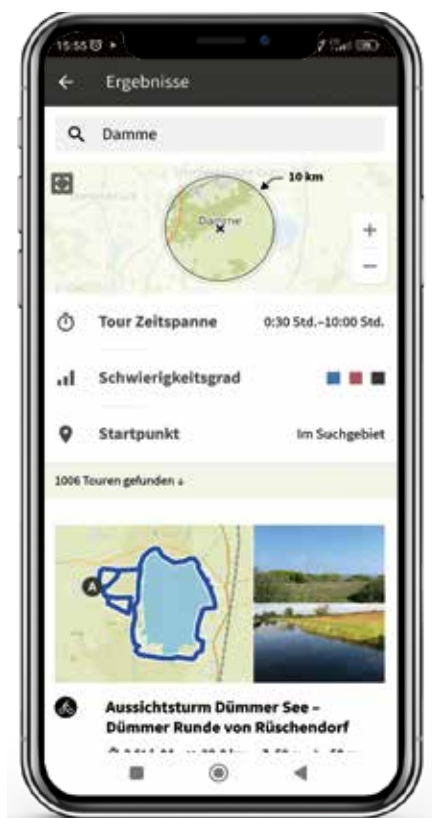 15:55
Ergebnisse
Damme
10 km
Damme
+
−
Tour Zeitspanne 0:30 Std.–10:00 Std.
Schwierigkeitsgrad
Startpunkt Im Suchgebiet
1006 Touren gefunden ↓
A
Aussichtsturm Dümmer See –
Dümmer Runde von Rüschendorf